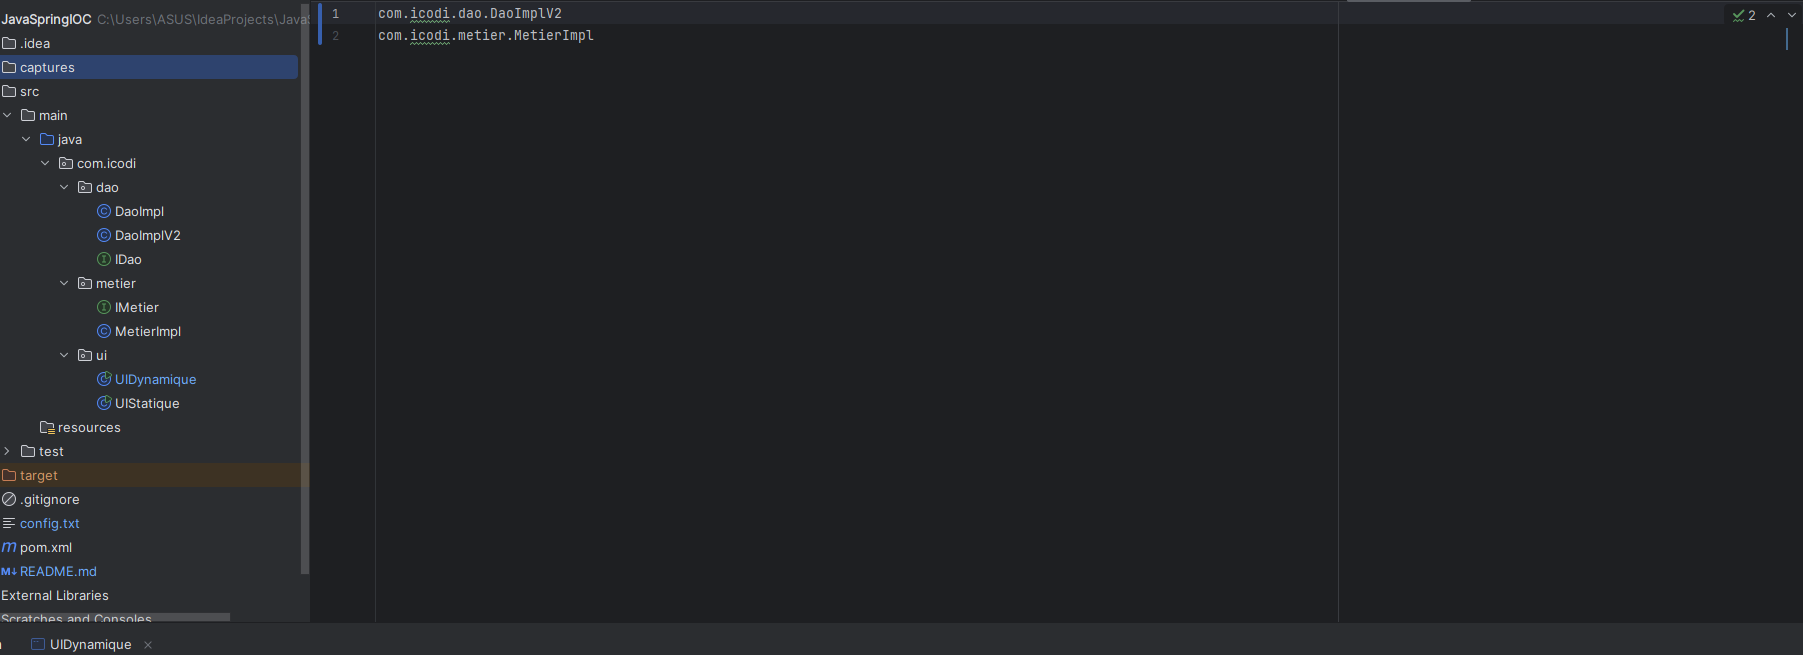 JavaSpringIOC C:\Users\ASUS\IdeaProjects\JavaS
.idea
captures
src
main
java
com.icodi
dao
DaoImpl
DaoImplV2
IDao
metier
IMetier
MetierImpl
ui
UIDynamique
UIStatique
resources
test
target
.gitignore
config.txt
pom.xml
README.md
External Libraries
Scratches and Consoles
1 com.icodi.dao.DaoImplV2
2 com.icodi.metier.MetierImpl
2
UIDynamique